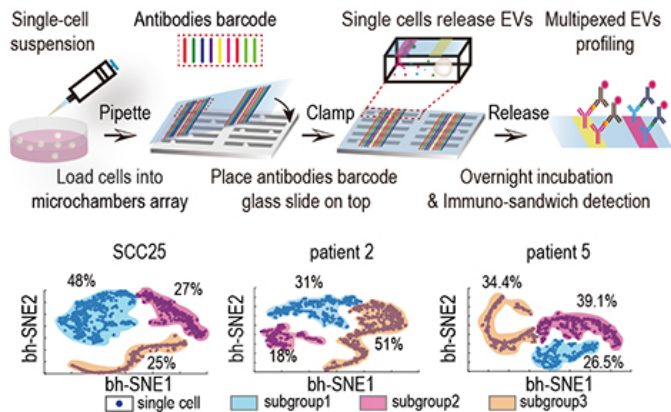 Single-cell
suspension
Antibodies barcode
Single cells release EVs
Multipexed EVs
profiling
Pipette
Clamp
Release
Load cells into
microchambers array
Place antibodies barcode
glass slide on top
Overnight incubation
& Immuno-sandwich detection
SCC25
patient 2
patient 5
48%
27%
25%
bh-SNE2
bh-SNE1
31%
18%
51%
bh-SNE2
bh-SNE1
34.4%
39.1%
26.5%
bh-SNE2
bh-SNE1
single cell
subgroup1
subgroup2
subgroup3